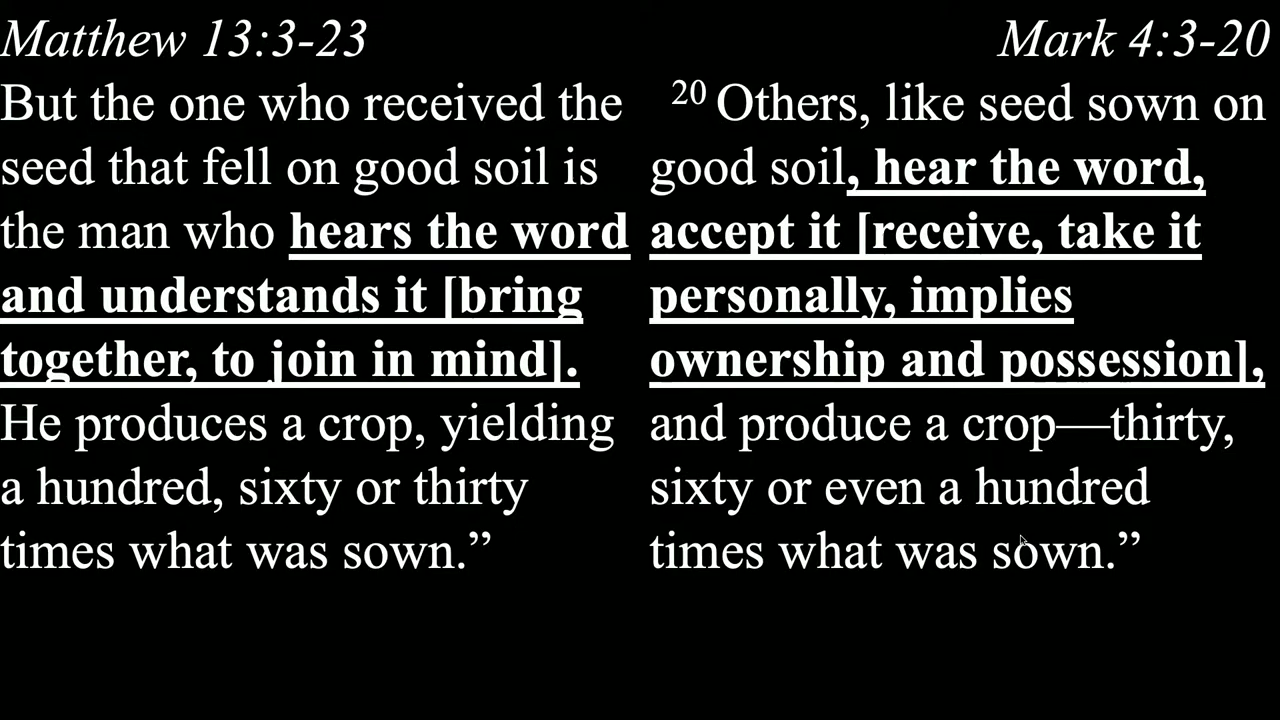 Matthew 13:3-23
But the one who received the
seed that fell on good soil is
the man who hears the word
and understands it [bring
together, to join in mind].
He produces a crop, yielding
a hundred, sixty or thirty
times what was sown.”
Mark 4:3-20
20 Others, like seed sown on
good soil, hear the word,
accept it [receive, take it
personally, implies
ownership and possession],
and produce a crop—thirty,
sixty or even a hundred
times what was sown.”